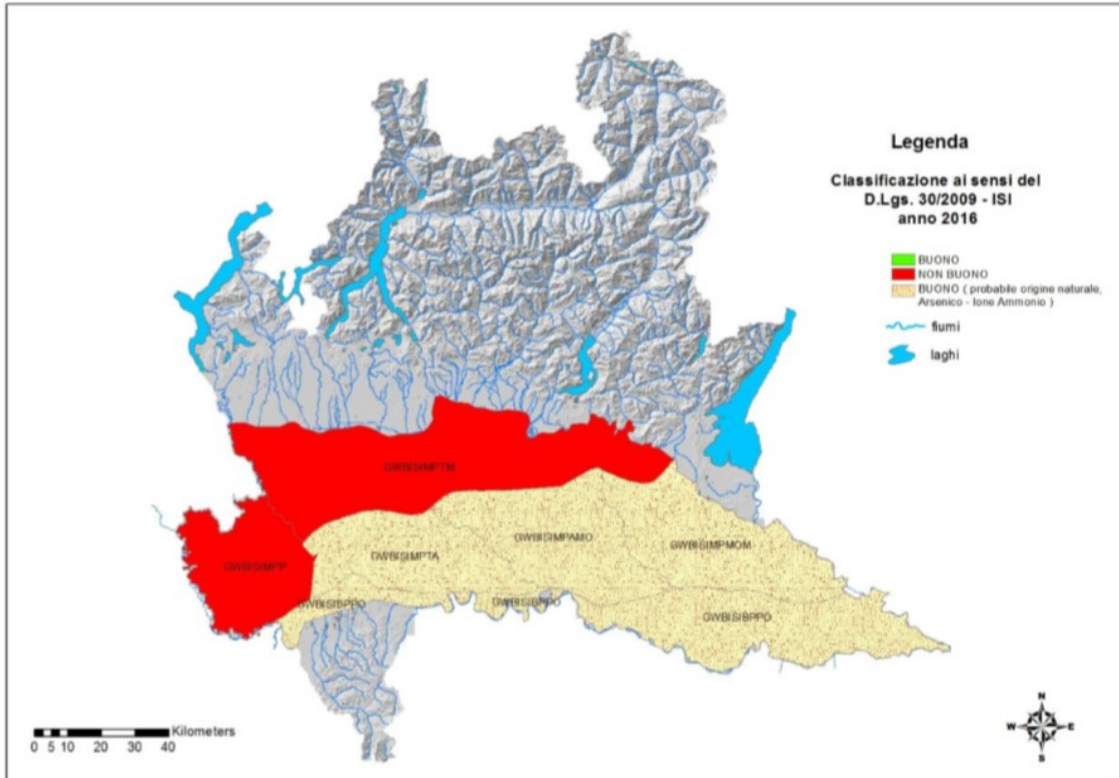 Legenda
Classificazione ai sensi del
D.Lgs. 30/2009 - ISI
anno 2016
BUONO
NON BUONO
BUONO ( probabile origine naturale,
Arsenico - Ione Ammonio )
fiumi
laghi
GWBISIMPTM
GWBISIMPAMO
GWBISIMPMOM
GWBISIMPTA
GWBISIMPP
GWBISIBPPO
GWBISIBPPO
GWBISIBPPO
Kilometers
0 5 10 20 30 40
N
W E
S